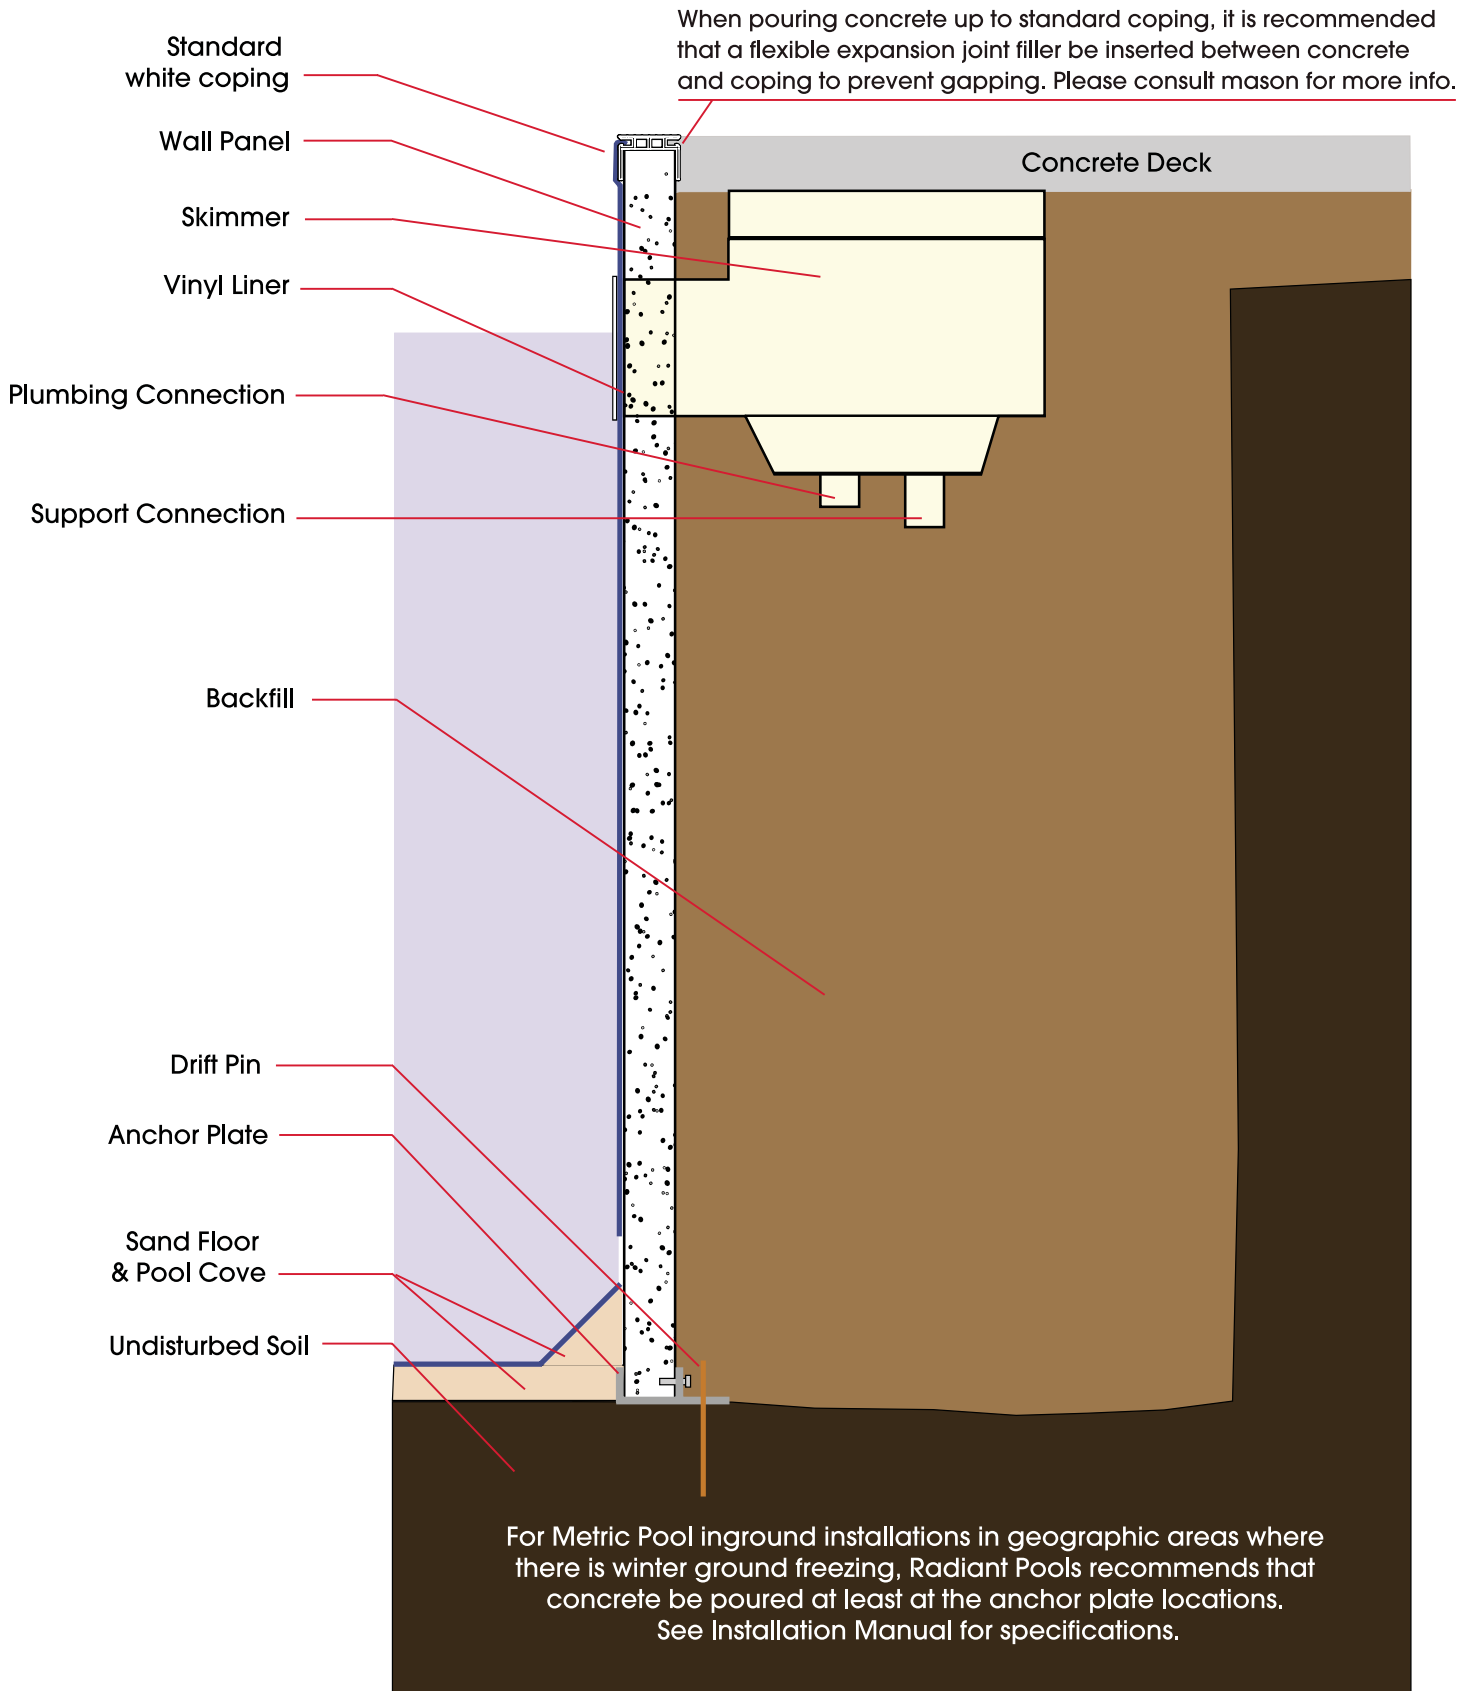 When pouring concrete up to standard coping, it is recommended
that a flexible expansion joint filler be inserted between concrete
and coping to prevent gapping. Please consult mason for more info.
Standard
white coping
Wall Panel
Concrete Deck
Skimmer
Vinyl Liner
Plumbing Connection
Support Connection
Backfill
Drift Pin
Anchor Plate
Sand Floor
& Pool Cove
Undisturbed Soil
For Metric Pool inground installations in geographic areas where
there is winter ground freezing, Radiant Pools recommends that
concrete be poured at least at the anchor plate locations.
See Installation Manual for specifications.